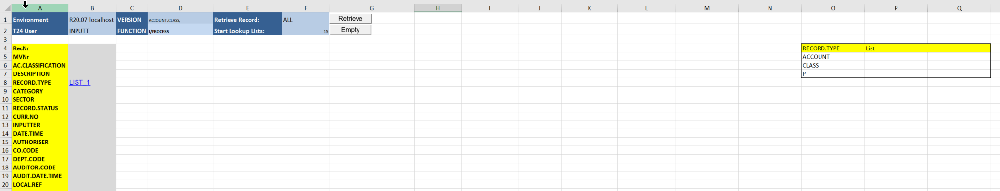 A B C D E F G H I J K L M N O P Q
1 Environment R20.07 localhost VERSION ACCOUNT.CLASS, Retrieve Record: ALL Retrieve
2 T24 User INPUTT FUNCTION I/PROCESS Start Lookup Lists: 15 Empty
3
4 RecNr RECORD.TYPE List
5 MVNr ACCOUNT
6 AC.CLASSIFICATION CLASS
7 DESCRIPTION P
8 RECORD.TYPE LIST_1
9 CATEGORY
10 SECTOR
11 RECORD.STATUS
12 CURR.NO
13 INPUTTER
14 DATE.TIME
15 AUTHORISER
16 CO.CODE
17 DEPT.CODE
18 AUDITOR.CODE
19 AUDIT.DATE.TIME
20 LOCAL.REF